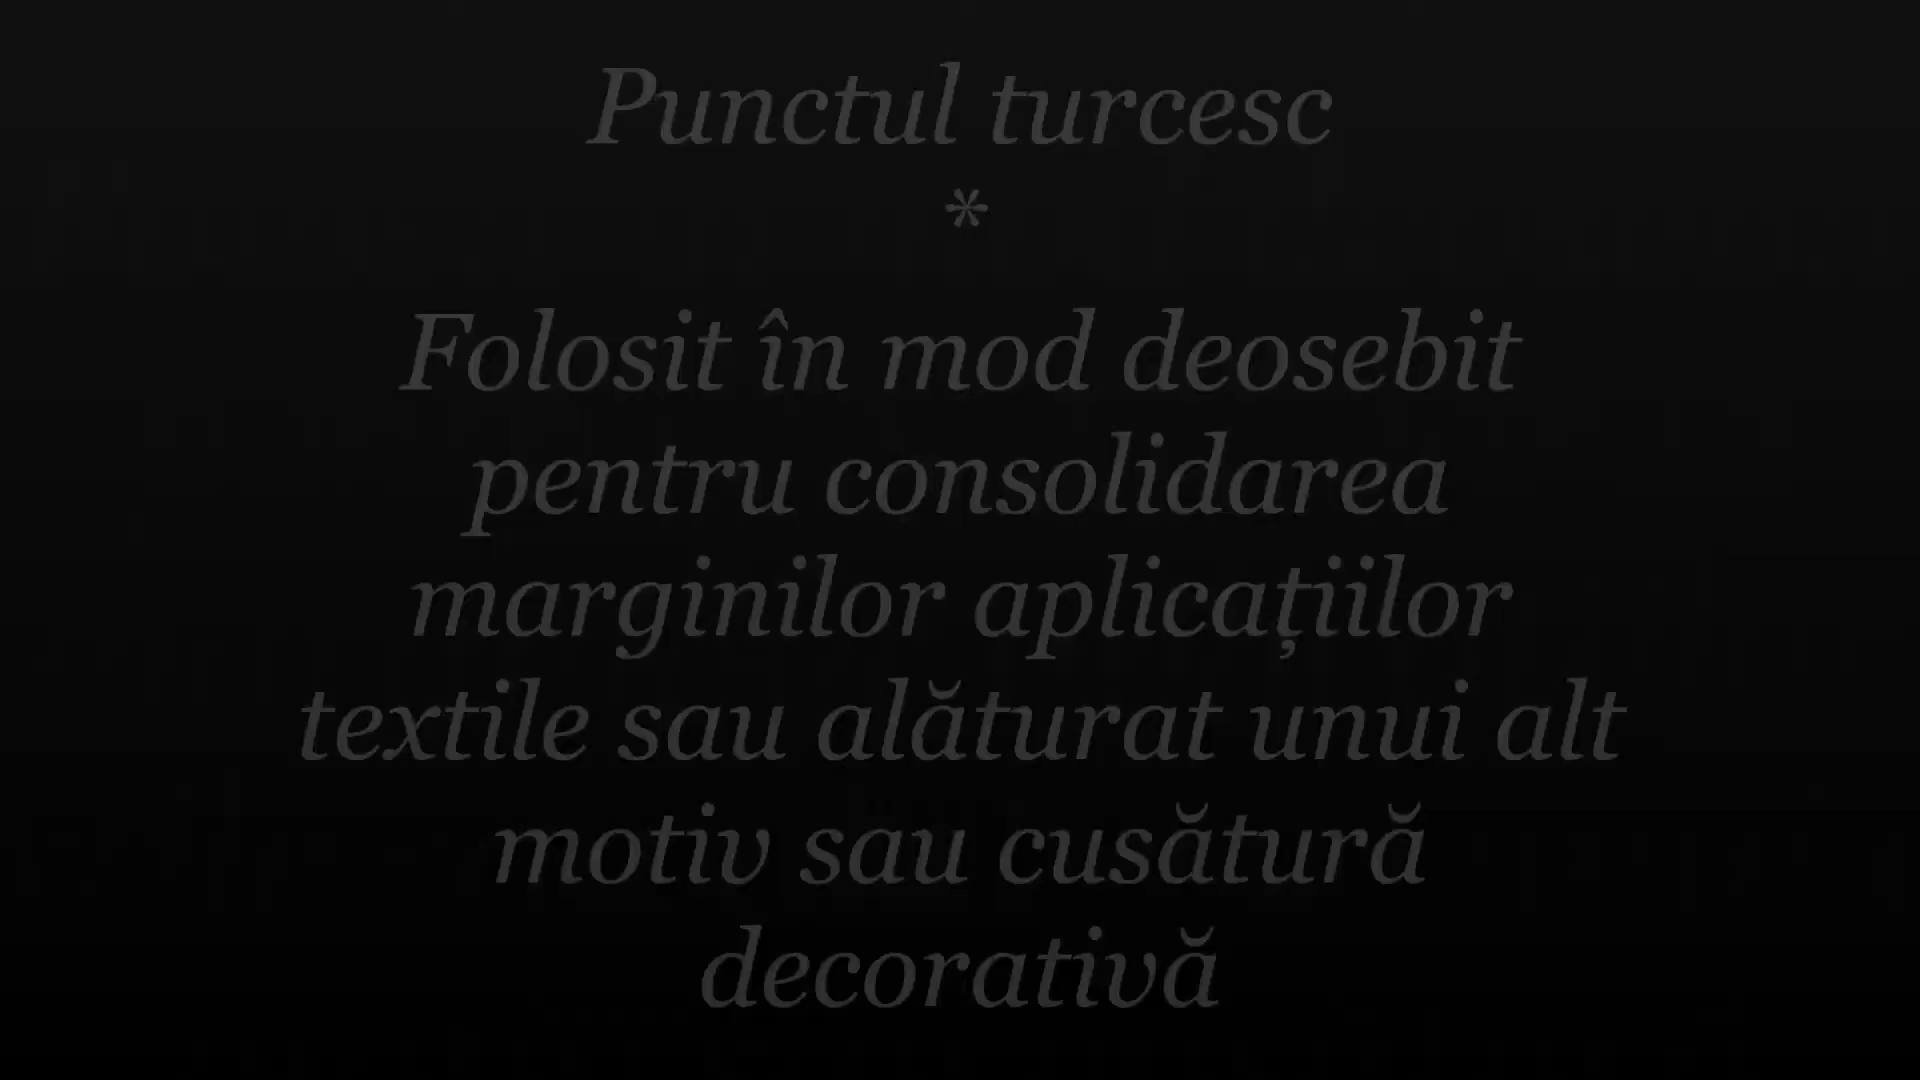 Punctul turcesc
*
Folosit în mod deosebit
pentru consolidarea
marginilor aplicațiilor
textile sau alăturat unui alt
motiv sau cusătură
decorativă